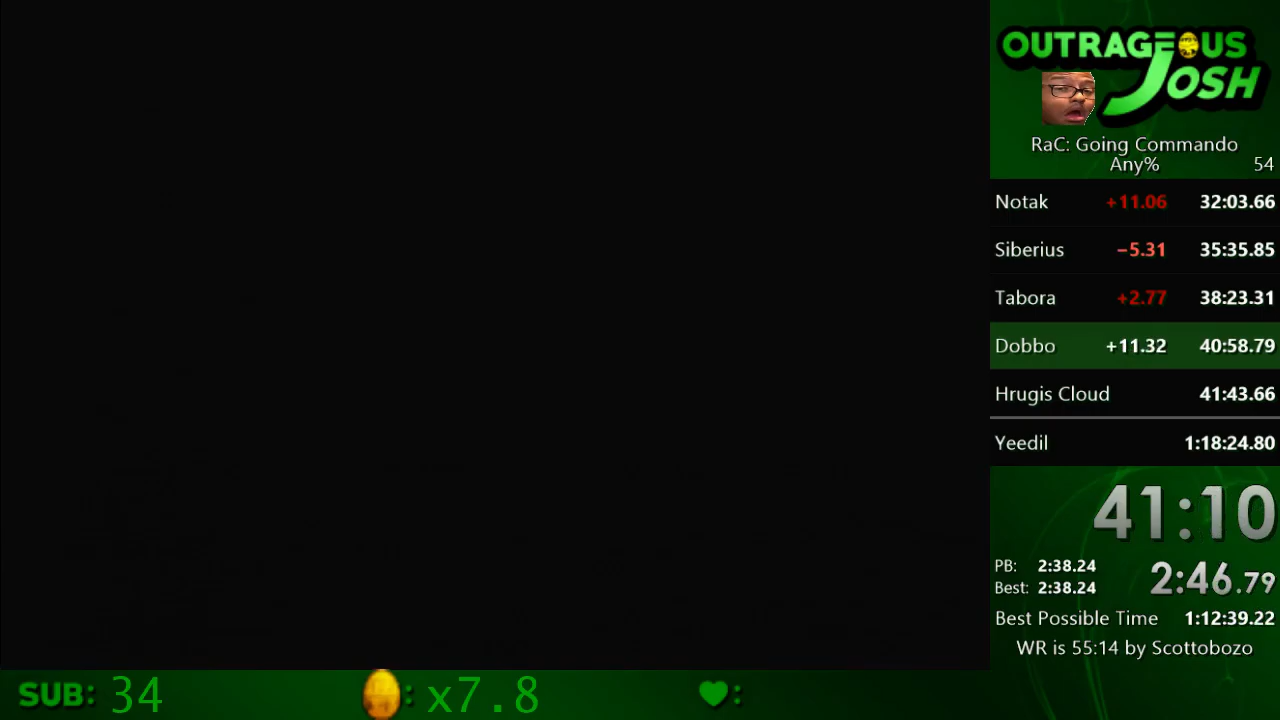 OUTRAGEOUS
JOSH
RaC: Going Commando
Any% 54
Notak +11.06 32:03.66
Siberius −5.31 35:35.85
Tabora +2.77 38:23.31
Dobbo +11.32 40:58.79
Hrugis Cloud 41:43.66
Yeedil 1:18:24.80
41:10
PB: 2:38.24
Best: 2:38.24
2:46.79
Best Possible Time 1:12:39.22
WR is 55:14 by Scottobozo
SUB: 34 : x7.8 :